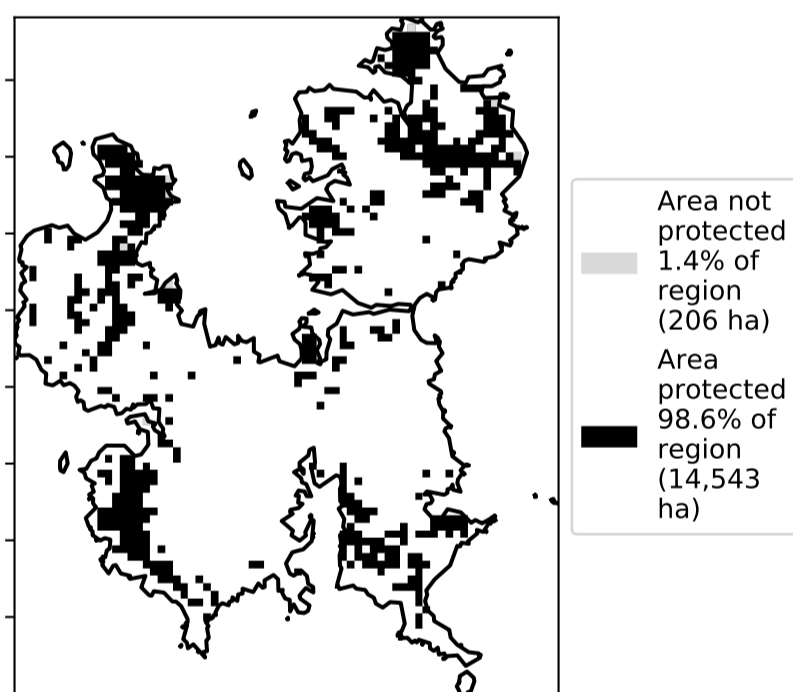 Area not
protected
1.4% of
region
(206 ha)
Area
protected
98.6% of
region
(14,543
ha)